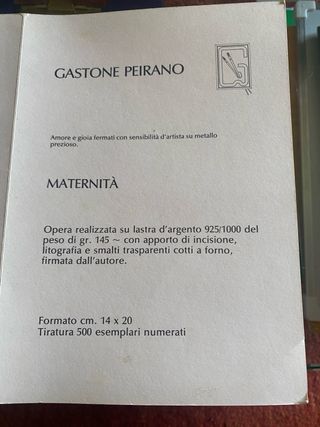 GASTONE PEIRANO
Amore e gioia fermati con sensibilità d'artista su metallo
prezioso.
MATERNITÀ
Opera realizzata su lastra d'argento 925/1000 del
peso di gr. 145 ~ con apporto di incisione,
litografia e smalti trasparenti cotti a forno,
firmata dall'autore.
Formato cm. 14 x 20
Tiratura 500 esemplari numerati